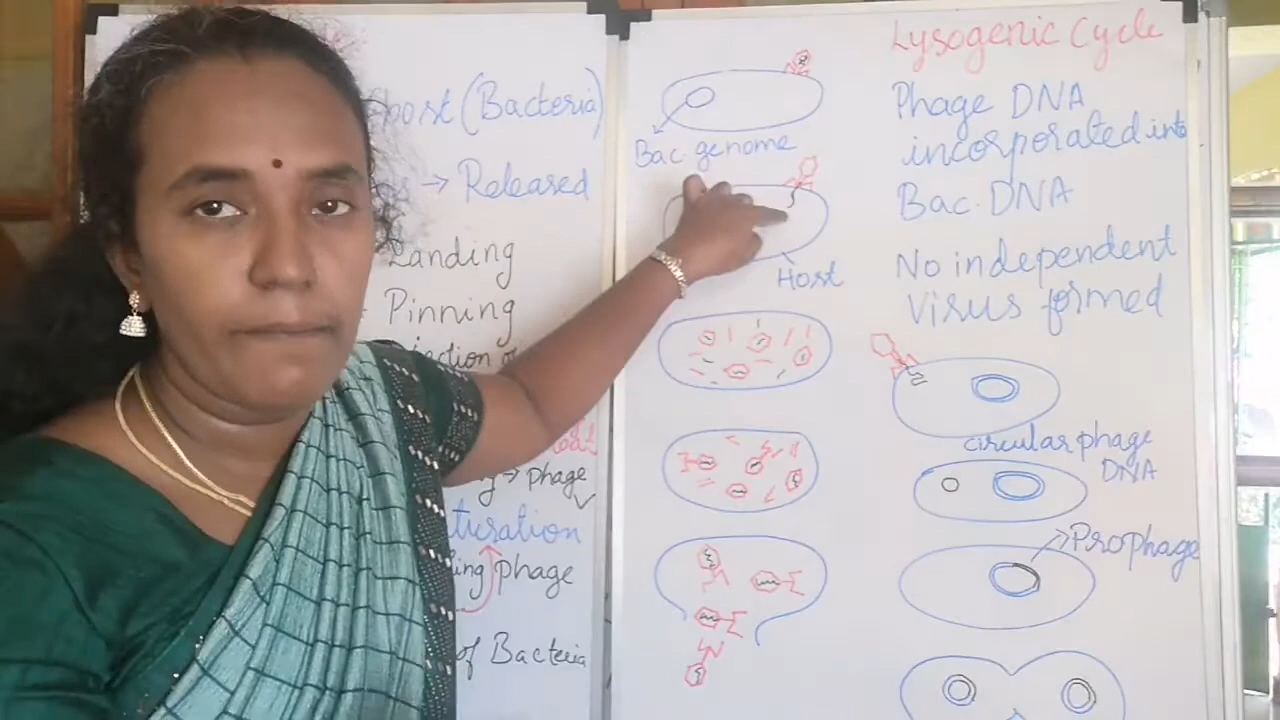 host (Bacteria)
→ Released
Landing
Pinning
→ phage
phage
of Bacteria
Bac. genome
Host
Lysogenic Cycle
Phage DNA
incorporated into
Bac. DNA
No independent
Virus formed
circular phage
DNA
→ Prophage